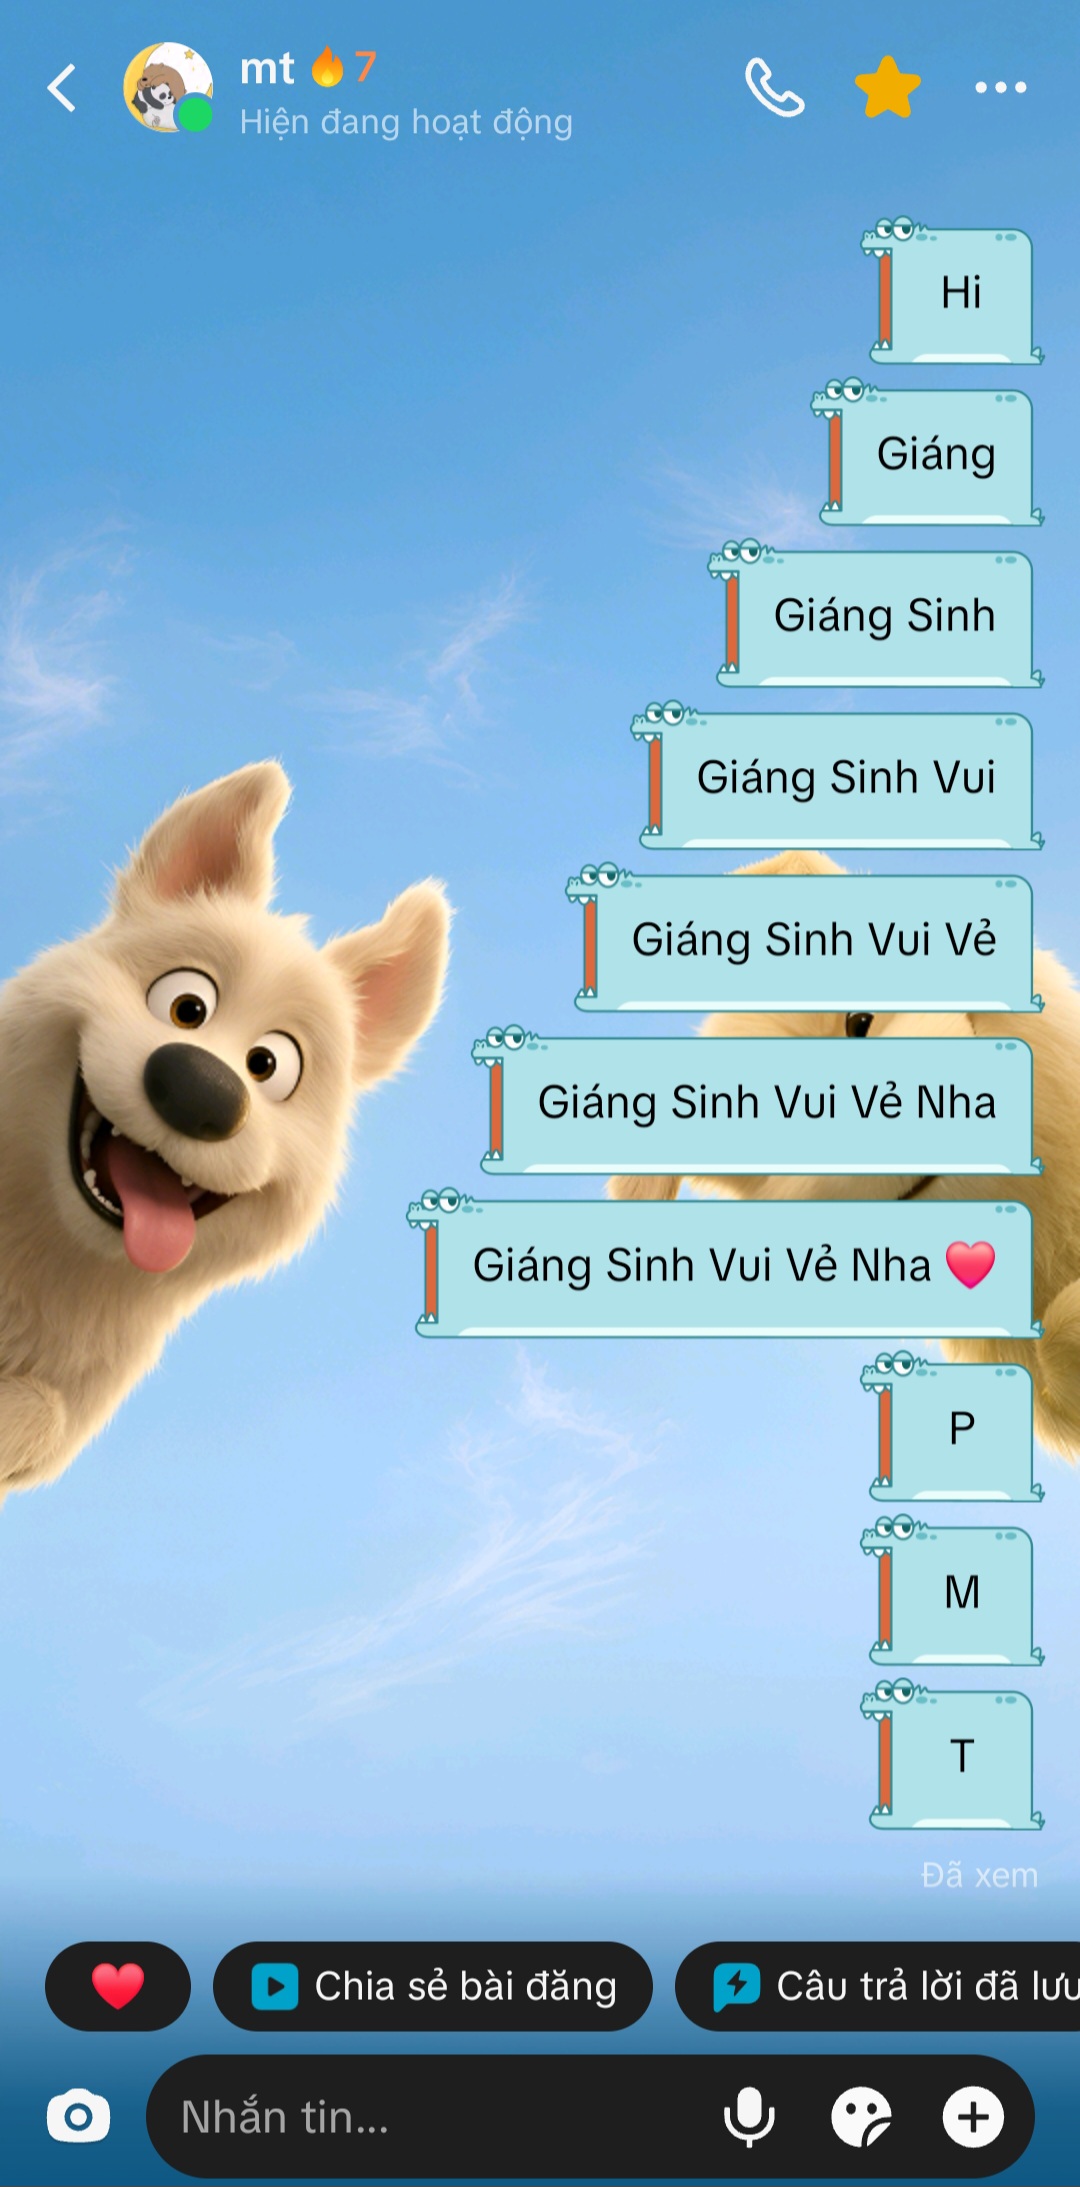 mt 🔥 7
Hiện đang hoạt động
Hi
Giáng
Giáng Sinh
Giáng Sinh Vui
Giáng Sinh Vui Vẻ
Giáng Sinh Vui Vẻ Nha
Giáng Sinh Vui Vẻ Nha ❤️
P
M
T
Đã xem
❤️ Chia sẻ bài đăng Câu trả lời đã lưu
Nhắn tin...